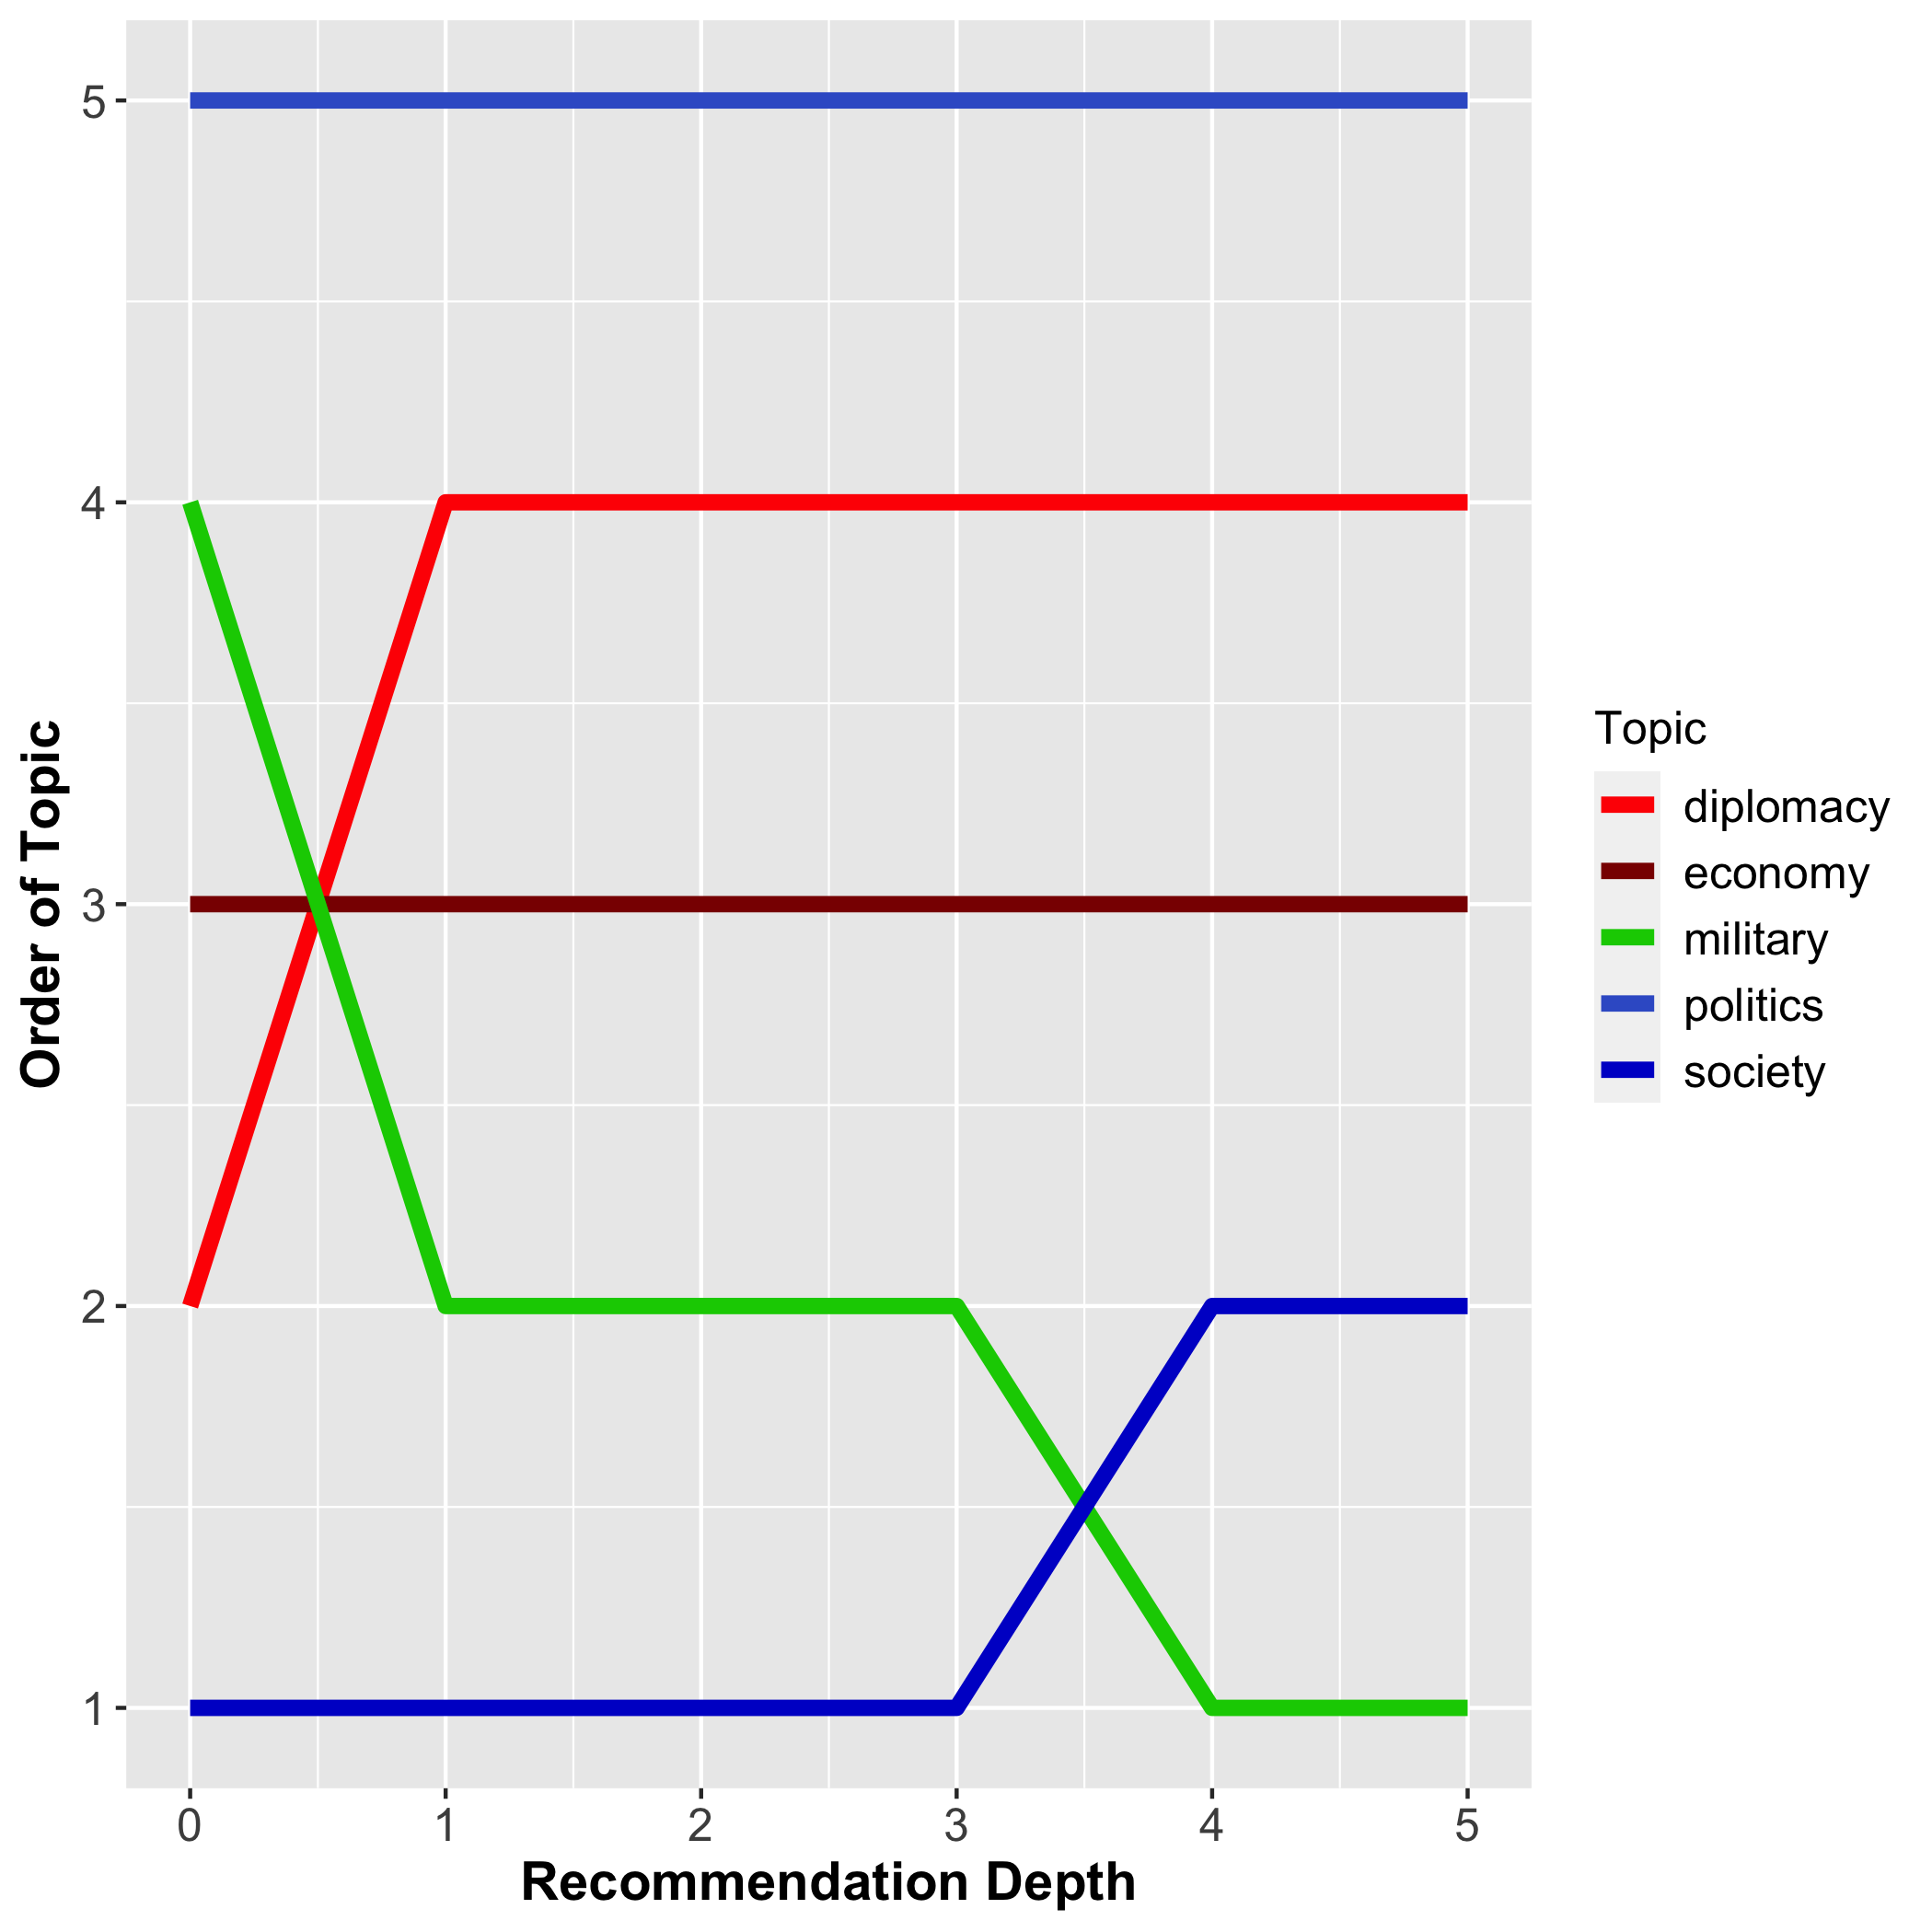 5
4
3
2
1
Order of Topic
0 1 2 3 4 5
Recommendation Depth
Topic
diplomacy
economy
military
politics
society